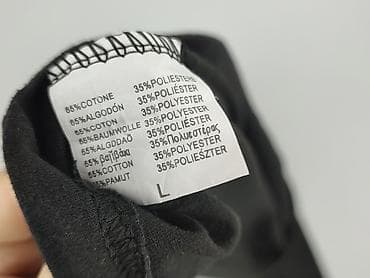 65%COTONE 35%POLIESTERE
65%ALGODÓN 35%POLIÉSTER
65%COTON 35%POLYESTER
65%BAUMWOLLE 35%POLYESTER
65%ALGODÃO 35%POLIÉSTER
65%βαμβάκι 35%Πολυεστέρας
65%COTTON 35%POLYESTER
65%PAMUT 35%POLIÉSZTER
L